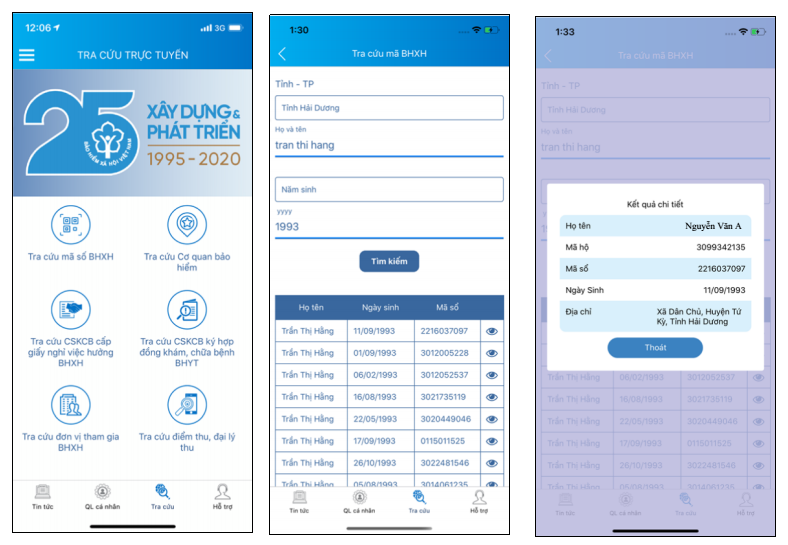 12:06
3G
TRA CỨU TRỰC TUYẾN
25
BẢO HIỂM XÃ HỘI VIỆT NAM
XÂY DỰNG &
PHÁT TRIỂN
1995 - 2020
Tra cứu mã số BHXH
Tra cứu Cơ quan bảo
hiểm
Tra cứu CSKCB cấp
giấy nghỉ việc hưởng
BHXH
Tra cứu CSKCB ký hợp
đồng khám, chữa bệnh
BHYT
Tra cứu đơn vị tham gia
BHXH
Tra cứu điểm thu, đại lý
thu
Tin tức QL cá nhân Tra cứu Hỗ trợ
1:30
Tra cứu mã BHXH
Tỉnh - TP
Tỉnh Hải Dương
Họ và tên
tran thi hang
Năm sinh
yyyy
1993
Tìm kiếm
Họ tên Ngày sinh Mã số
Trần Thị Hằng 11/09/1993 2216037097
Trần Thị Hằng 01/09/1993 3012005228
Trần Thị Hằng 06/02/1993 3012052537
Trần Thị Hằng 16/08/1993 3021735119
Trần Thị Hằng 22/05/1993 3020449046
Trần Thị Hằng 17/09/1993 0115011525
Trần Thị Hằng 26/10/1993 3022481546
Trần Thị Hằng 05/08/1993 3014061235
Tin tức QL cá nhân Tra cứu Hỗ trợ
1:33
Tra cứu mã BHXH
Tỉnh - TP
Tỉnh Hải Dương
Họ và tên
tran thi hang
Kết quả chi tiết
Họ tên Nguyễn Văn A
Mã hộ 3099342135
Mã số 2216037097
Ngày Sinh 11/09/1993
Địa chỉ Xã Dân Chủ, Huyện Tứ
Kỳ, Tỉnh Hải Dương
Thoát
Trần Thị Hằng 06/02/1993 3012052537
Trần Thị Hằng 16/08/1993 3021735119
Trần Thị Hằng 22/05/1993 3020449046
Trần Thị Hằng 17/09/1993 0115011525
Trần Thị Hằng 26/10/1993 3022481546
Trần Thị Hằng 05/08/1993 3014061235
Tin tức QL cá nhân Tra cứu Hỗ trợ